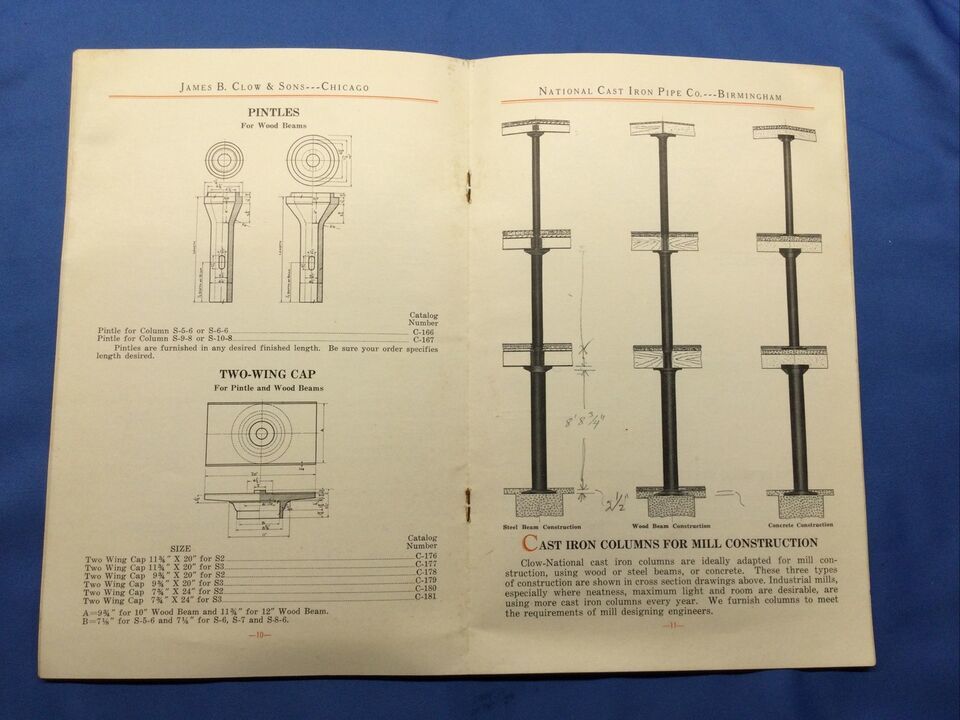 JAMES B. CLOW & SONS---CHICAGO
PINTLES
For Wood Beams
Catalog
Number
Pintle for Column S-5-6 or S-6-6 C-166
Pintle for Column S-9-8 or S-10-8 C-167
Pintles are furnished in any desired finished length. Be sure your order specifies
length desired.
TWO-WING CAP
For Pintle and Wood Beams
SIZE
Catalog
Number
Two Wing Cap 11¾" X 20" for S2 C-176
Two Wing Cap 11¾" X 20" for S3 C-177
Two Wing Cap 9¾" X 20" for S2 C-178
Two Wing Cap 9¾" X 20" for S3 C-179
Two Wing Cap 7¾" X 24" for S2 C-180
Two Wing Cap 7¾" X 24" for S3 C-181
A=9¾" for 10" Wood Beam and 11¾" for 12" Wood Beam.
B=7⅛" for S-5-6 and 7¼" for S-6, S-7 and S-8-6.
—10—
NATIONAL CAST IRON PIPE CO.---BIRMINGHAM
8' 8 3/4"
2 1/2"
Steel Beam Construction
Wood Beam Construction
Concrete Construction
CAST IRON COLUMNS FOR MILL CONSTRUCTION
Clow-National cast iron columns are ideally adapted for mill con-
struction, using wood or steel beams, or concrete. These three types
of construction are shown in cross section drawings above. Industrial mills,
especially where neatness, maximum light and room are desirable, are
using more cast iron columns every year. We furnish columns to meet
the requirements of mill designing engineers.
—11—